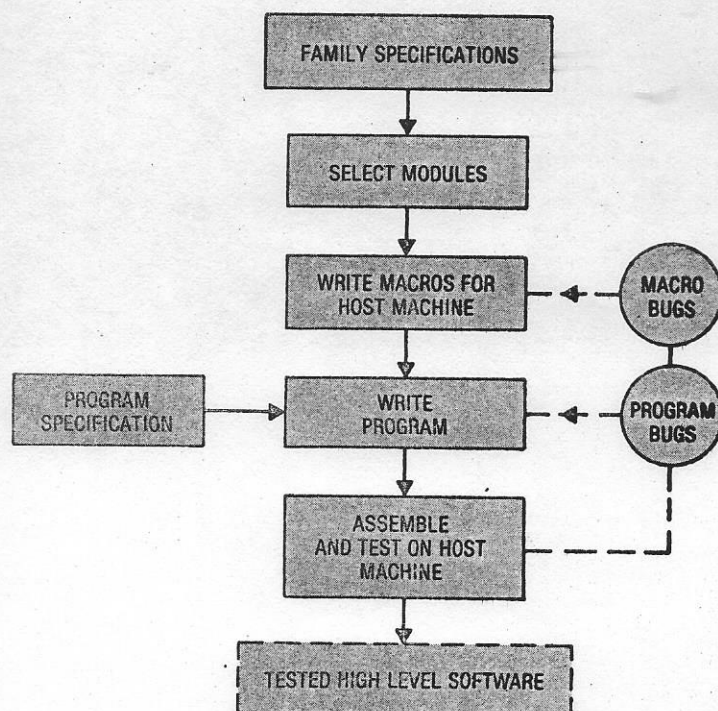 FAMILY SPECIFICATIONS
SELECT MODULES
WRITE MACROS FOR
HOST MACHINE
MACRO
BUGS
PROGRAM
SPECIFICATION
WRITE
PROGRAM
PROGRAM
BUGS
ASSEMBLE
AND TEST ON HOST
MACHINE
TESTED HIGH LEVEL SOFTWARE